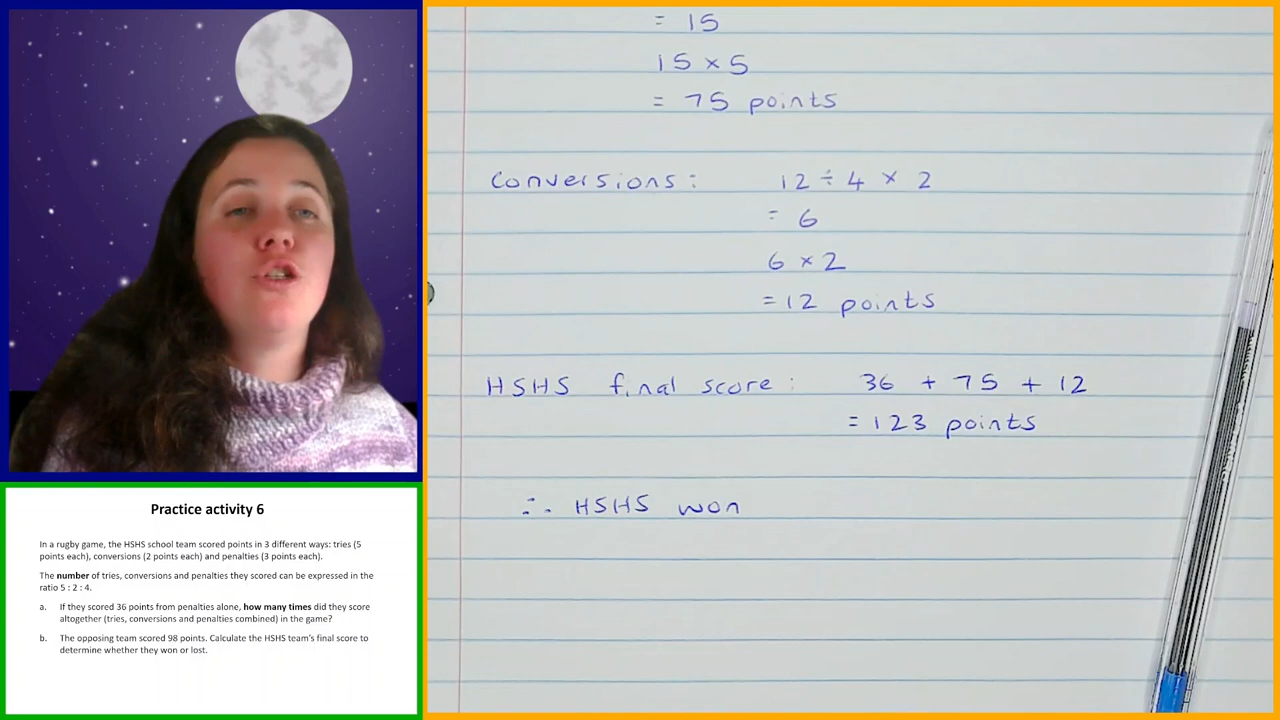 = 15
15 × 5
= 75 points
Conversions: 12 ÷ 4 × 2
= 6
6 × 2
= 12 points
HSHS final score: 36 + 75 + 12
= 123 points
∴ HSHS won
Practice activity 6
In a rugby game, the HSHS school team scored points in 3 different ways: tries (5
points each), conversions (2 points each) and penalties (3 points each).
The number of tries, conversions and penalties they scored can be expressed in the
ratio 5 : 2 : 4.
a. If they scored 36 points from penalties alone, how many times did they score
altogether (tries, conversions and penalties combined) in the game?
b. The opposing team scored 98 points. Calculate the HSHS team's final score to
determine whether they won or lost.